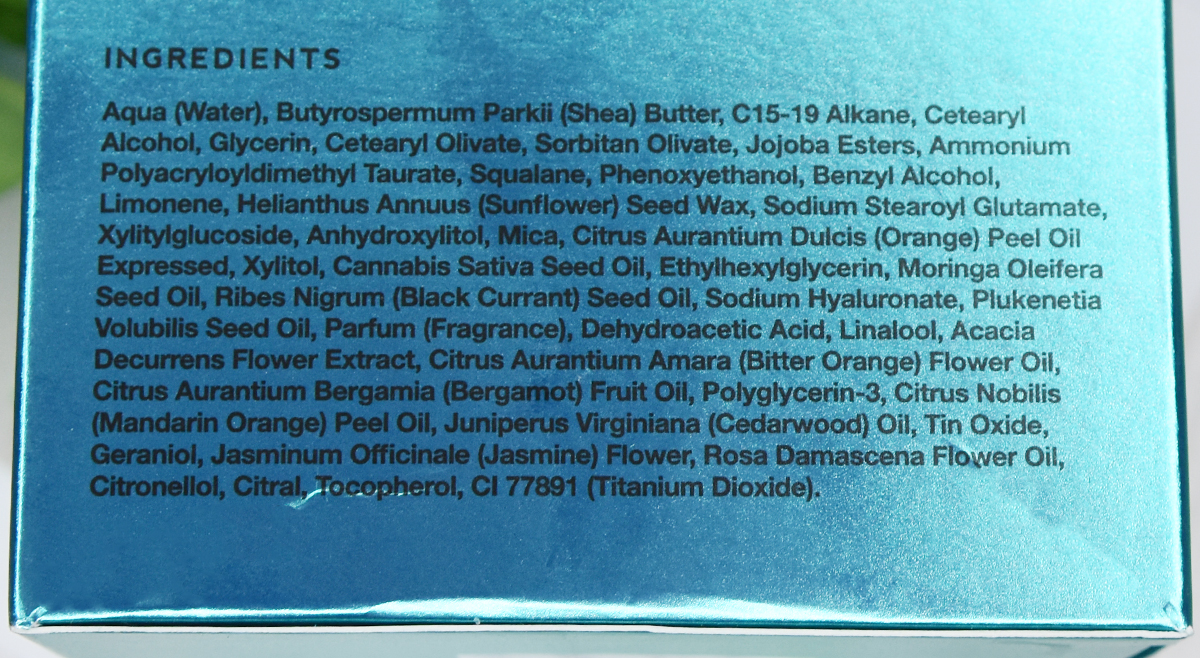 INGREDIENTS
Aqua (Water), Butyrospermum Parkii (Shea) Butter, C15-19 Alkane, Cetearyl
Alcohol, Glycerin, Cetearyl Olivate, Sorbitan Olivate, Jojoba Esters, Ammonium
Polyacryloyldimethyl Taurate, Squalane, Phenoxyethanol, Benzyl Alcohol,
Limonene, Helianthus Annuus (Sunflower) Seed Wax, Sodium Stearoyl Glutamate,
Xylitylglucoside, Anhydroxylitol, Mica, Citrus Aurantium Dulcis (Orange) Peel Oil
Expressed, Xylitol, Cannabis Sativa Seed Oil, Ethylhexylglycerin, Moringa Oleifera
Seed Oil, Ribes Nigrum (Black Currant) Seed Oil, Sodium Hyaluronate, Plukenetia
Volubilis Seed Oil, Parfum (Fragrance), Dehydroacetic Acid, Linalool, Acacia
Decurrens Flower Extract, Citrus Aurantium Amara (Bitter Orange) Flower Oil,
Citrus Aurantium Bergamia (Bergamot) Fruit Oil, Polyglycerin-3, Citrus Nobilis
(Mandarin Orange) Peel Oil, Juniperus Virginiana (Cedarwood) Oil, Tin Oxide,
Geraniol, Jasminum Officinale (Jasmine) Flower, Rosa Damascena Flower Oil,
Citronellol, Citral, Tocopherol, CI 77891 (Titanium Dioxide).